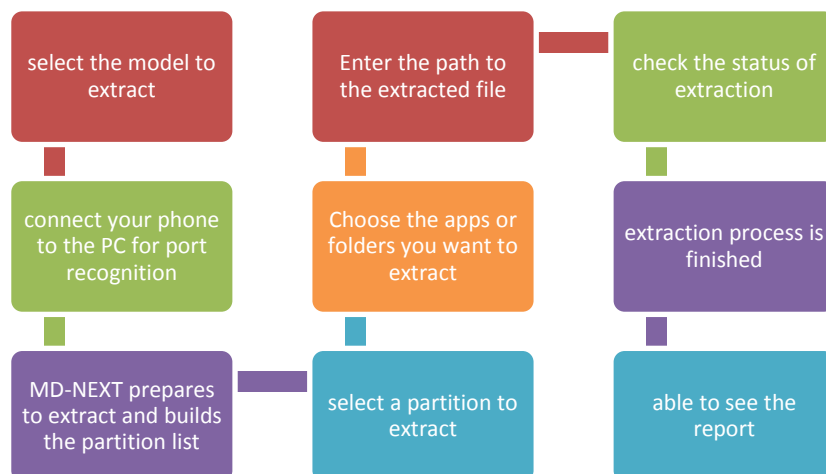 select the model to
extract
connect your phone
to the PC for port
recognition
MD-NEXT prepares
to extract and builds
the partition list
select a partition to
extract
Choose the apps or
folders you want to
extract
Enter the path to
the extracted file
check the status of
extraction
extraction process is
finished
able to see the
report